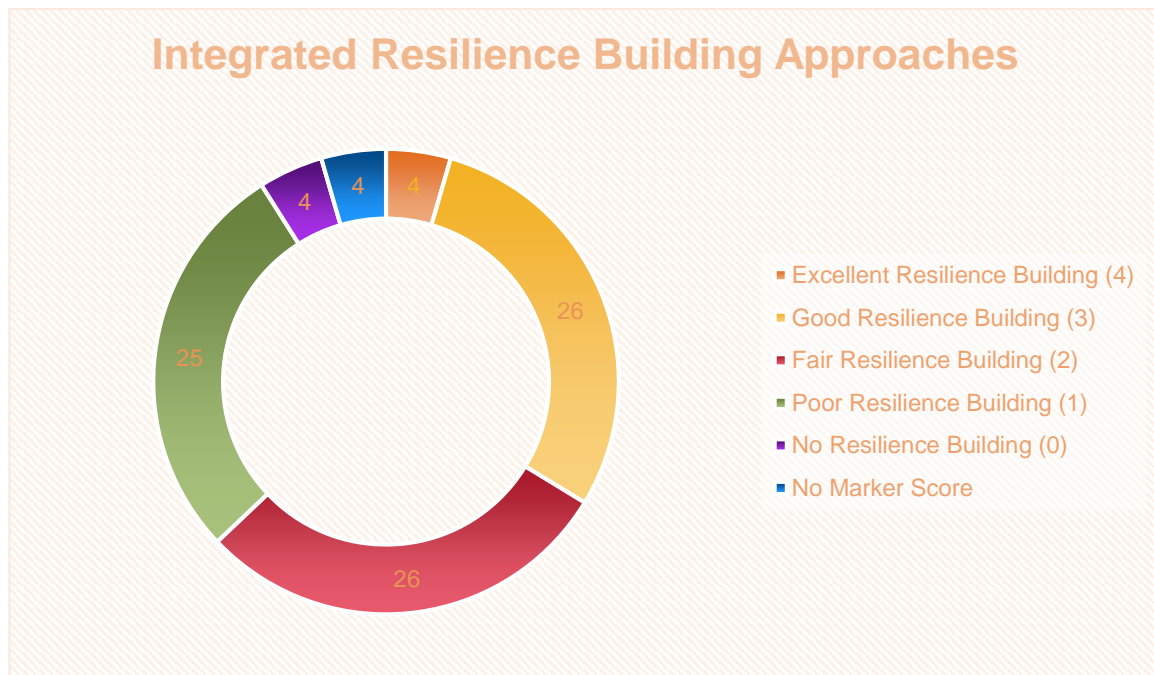 Integrated Resilience Building Approaches
4
4
4
26
25
26
Excellent Resilience Building (4)
Good Resilience Building (3)
Fair Resilience Building (2)
Poor Resilience Building (1)
No Resilience Building (0)
No Marker Score